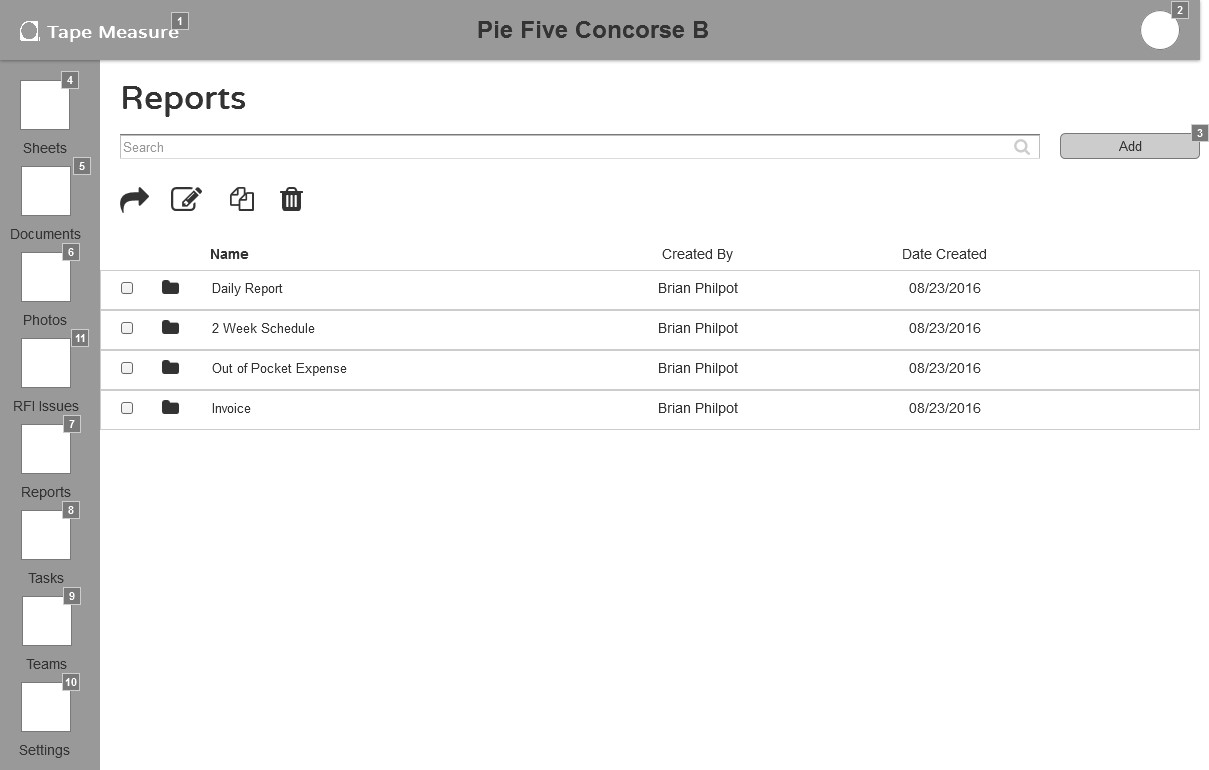 Tape Measure 1
Pie Five Concorse B
2
4
Sheets
5
Documents
6
Photos
11
RFI Issues
7
Reports
8
Tasks
9
Teams
10
Settings
Reports
Search
Add 3
Name Created By Date Created
Daily Report Brian Philpot 08/23/2016
2 Week Schedule Brian Philpot 08/23/2016
Out of Pocket Expense Brian Philpot 08/23/2016
Invoice Brian Philpot 08/23/2016